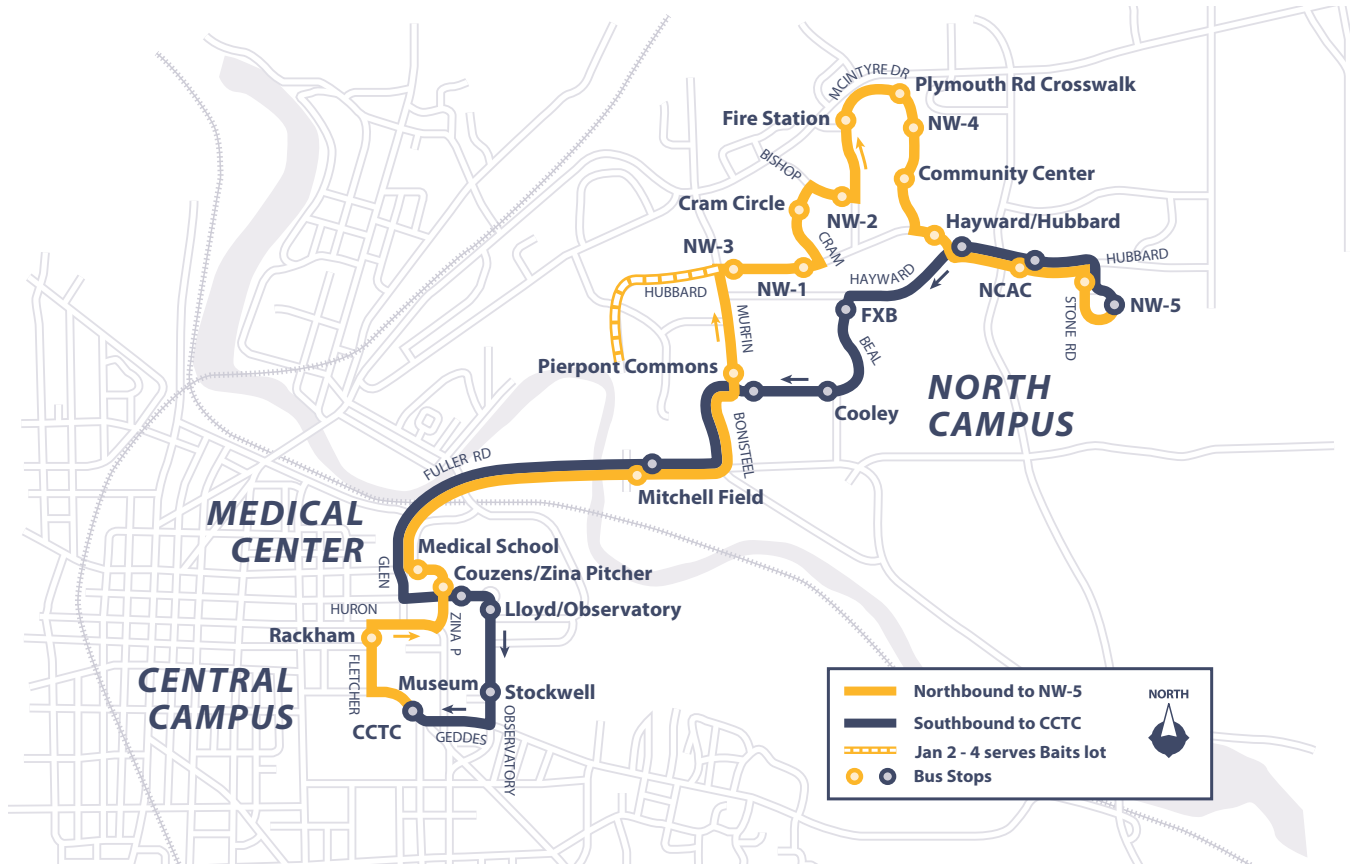 MCINTYRE DR
Plymouth Rd Crosswalk
Fire Station
NW-4
BISHOP
Community Center
Cram Circle
NW-2
Hayward/Hubbard
NW-3
CRAM
HUBBARD
HAYWARD
NCAC
HUBBARD
NW-1
FXB
STONE RD
NW-5
MURFIN
BEAL
Pierpont Commons
NORTH
CAMPUS
Cooley
BONISTEEL
FULLER RD
Mitchell Field
MEDICAL
CENTER
Medical School
GLEN
Couzens/Zina Pitcher
HURON
Lloyd/Observatory
ZINA P
Rackham
FLETCHER
CENTRAL
CAMPUS
Museum
Stockwell
CCTC
GEDDES
OBSERVATORY
Northbound to NW-5
Southbound to CCTC
Jan 2 - 4 serves Baits lot
Bus Stops
NORTH